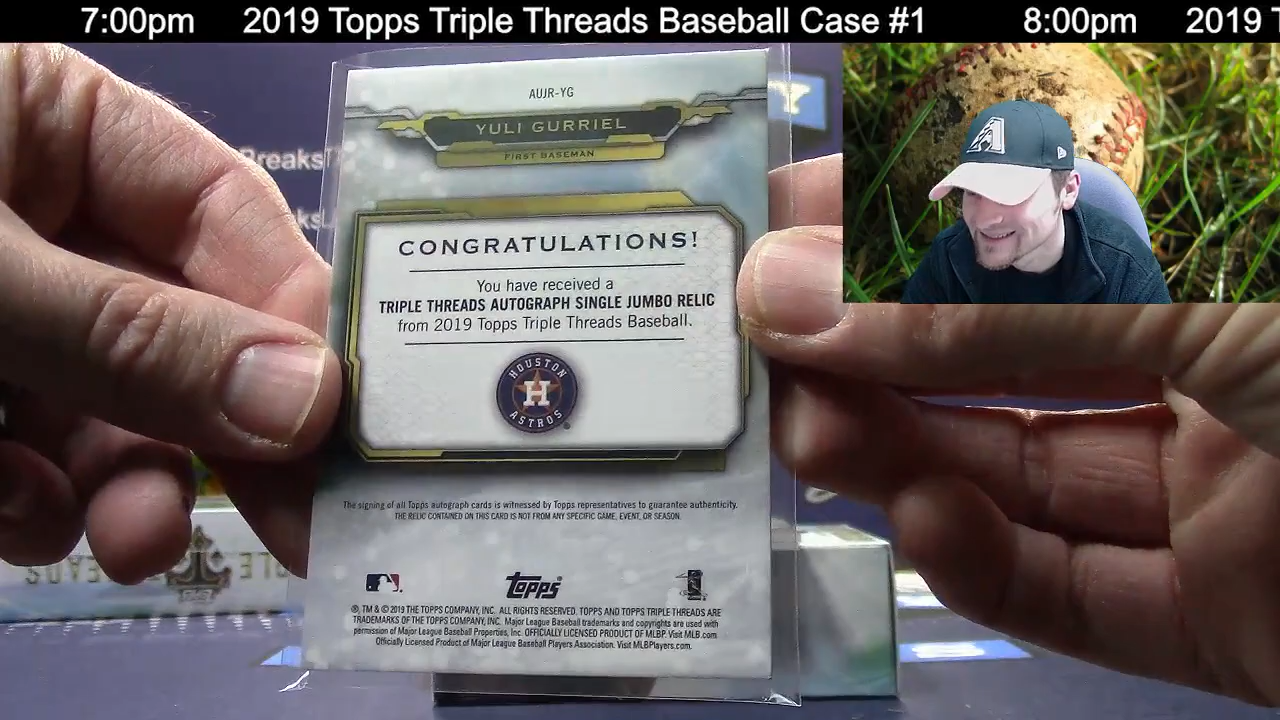 7:00pm 2019 Topps Triple Threads Baseball Case #1 8:00pm 2019
AUJR-YG
YULI GURRIEL
FIRST BASEMAN
Breaks
CONGRATULATIONS!
You have received a
TRIPLE THREADS AUTOGRAPH SINGLE JUMBO RELIC
from 2019 Topps Triple Threads Baseball.
HOUSTON
H
ASTROS
The signing of all Topps autograph cards is witnessed by Topps representatives to guarantee authenticity.
THE RELIC CONTAINED ON THIS CARD IS NOT FROM ANY SPECIFIC GAME, EVENT, OR SEASON.
topps
®, TM & © 2019 THE TOPPS COMPANY, INC. ALL RIGHTS RESERVED. TOPPS AND TOPPS TRIPLE THREADS ARE
TRADEMARKS OF THE TOPPS COMPANY, INC. Major League Baseball trademarks and copyrights are used with
permission of Major League Baseball Properties, Inc. OFFICIALLY LICENSED PRODUCT OF MLBP. Visit MLB.com
Officially Licensed Product of Major League Baseball Players Association. Visit MLBPlayers.com.